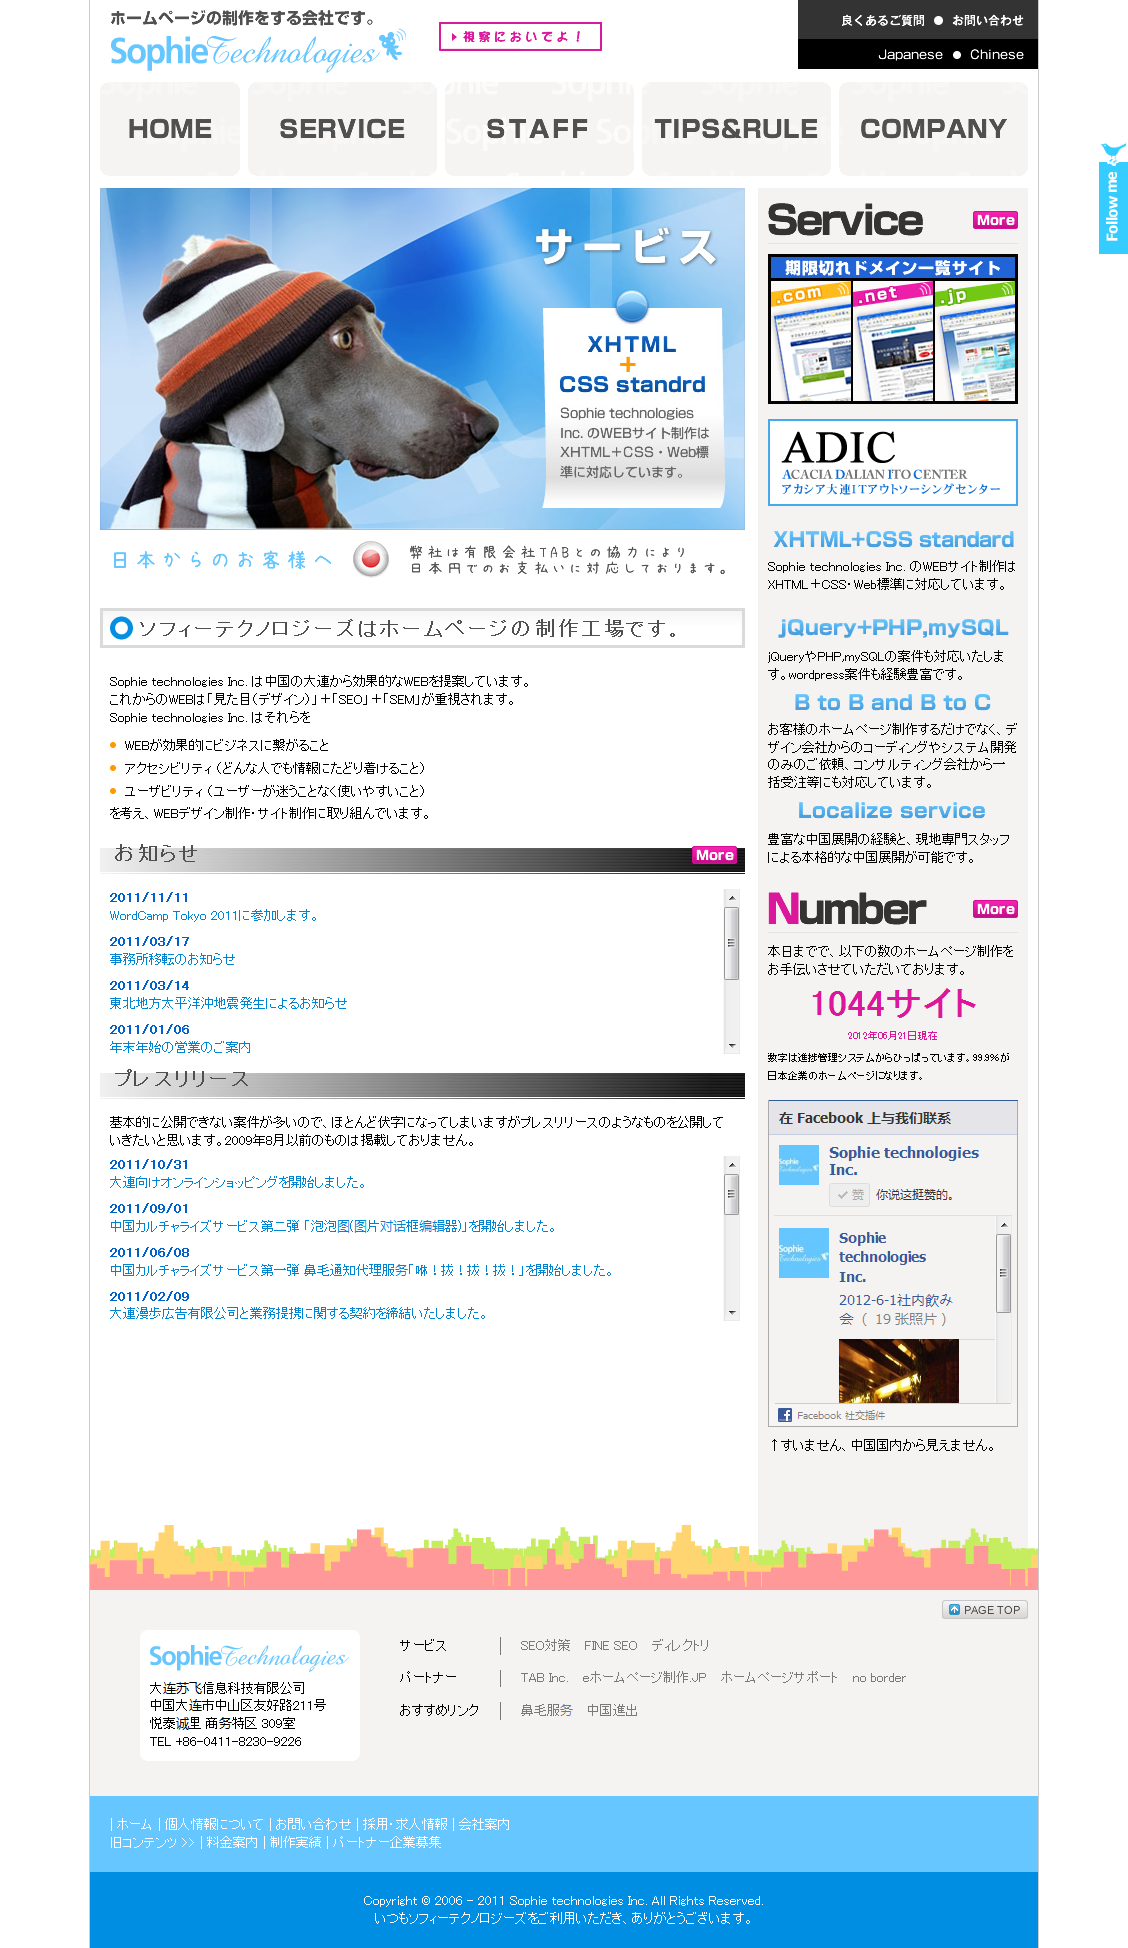 ホームページの制作をする会社です。
SophieTechnologies
視察においでよ！
良くあるご質問 ● お問い合わせ
Japanese ● Chinese
HOME
SERVICE
STAFF
TIPS&RULE
COMPANY
Follow me
サービス
XHTML
+
CSS standrd
Sophie technologies
Inc. のWEBサイト制作は
XHTML＋CSS・Web標
準に対応しています。
日本からのお客様へ
弊社は有限会社TABとの協力により
日本円でのお支払いに対応しております。
ソフィーテクノロジーズはホームページの制作工場です。
Sophie technologies Inc. は中国の大連から効果的なWEBを提案しています。
これからのWEBは「見た目（デザイン）」＋「SEO」＋「SEM」が重視されます。
Sophie technologies Inc. はそれらを
WEBが効果的にビジネスに繋がること
アクセシビリティ（どんな人でも情報にたどり着けること）
ユーザビリティ（ユーザーが迷うことなく使いやすいこと）
を考え、WEBデザイン制作・サイト制作に取り組んでいます。
お知らせ
More
2011/11/11
WordCamp Tokyo 2011に参加します。
2011/03/17
事務所移転のお知らせ
2011/03/14
東北地方太平洋沖地震発生によるお知らせ
2011/01/06
年末年始の営業のご案内
プレスリリース
基本的に公開できない案件が多いので、ほとんど伏字になってしまいますがプレスリリースのようなものを公開して
いきたいと思います。2009年8月以前のものは掲載しておりません。
2011/10/31
大連向けオンラインショッピングを開始しました。
2011/09/01
中国カルチャライズサービス第二弾 「泡泡图(图片对话框编辑器)」を開始しました。
2011/06/08
中国カルチャライズサービス第一弾 鼻毛通知代理服务「咻！拔！拔！拔！」を開始しました。
2011/02/09
大連漫歩広告有限公司と業務提携に関する契約を締結いたしました。
Service
More
期限切れドメイン一覧サイト
.com
.net
.jp
ADIC
ACACIA DALIAN ITO CENTER
アカシア大連ITアウトソーシングセンター
XHTML+CSS standard
Sophie technologies Inc. のWEBサイト制作は
XHTML＋CSS・Web標準に対応しています。
jQuery+PHP,mySQL
jQueryやPHP,mySQLの案件も対応いたしま
す。wordpress案件も経験豊富です。
B to B and B to C
お客様のホームページ制作するだけでなく、デ
ザイン会社からのコーディングやシステム開発
のみのご依頼、コンサルティング会社から一
括受注等にも対応しています。
Localize service
豊富な中国展開の経験と、現地専門スタッフ
による本格的な中国展開が可能です。
Number
More
本日までで、以下の数のホームページ制作を
お手伝いさせていただいております。
1044サイト
2012年06月21日現在
数字は進捗管理システムからひっぱっています。99.9%が
日本企業のホームページになります。
在 Facebook 上与我们联系
Sophie technologies
Inc.
赞
你说这挺赞的。
Sophie
technologies
Inc.
2012-6-1社内飲み
会（ 19 张照片 ）
Facebook 社交插件
↑すいません、中国国内から見えません。
PAGE TOP
SophieTechnologies
大连苏飞信息科技有限公司
中国大连市中山区友好路211号
悦泰诚里 商务特区 309室
TEL +86-0411-8230-9226
サービス
SEO対策 FINE SEO ディレクトリ
パートナー
TAB Inc. eホームページ制作.JP ホームページサポート no border
おすすめリンク
鼻毛服务 中国進出
| ホーム | 個人情報について | お問い合わせ | 採用・求人情報 | 会社案内
旧コンテンツ >> | 料金案内 | 制作実績 | パートナー企業募集
Copyright © 2006 - 2011 Sophie technologies Inc. All Rights Reserved.
いつもソフィーテクノロジーズをご利用いただき、ありがとうございます。